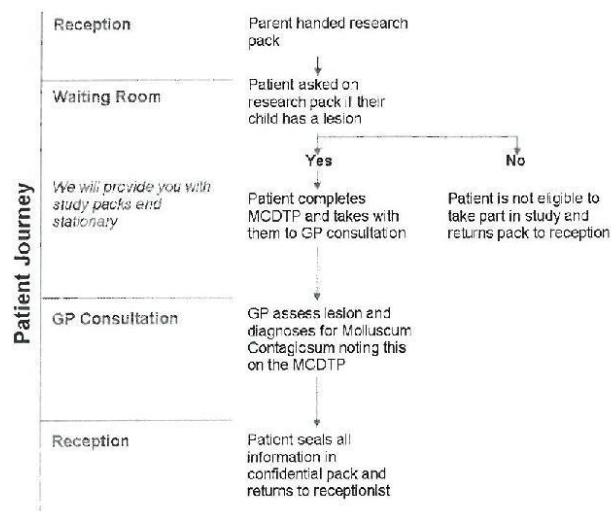 Patient Journey
Reception
Parent handed research
pack
Waiting Room
Patient asked on
research pack if their
child has a lesion
Yes
No
We will provide you with
study packs and
stationary
Patient completes
MCDTP and takes with
them to GP consultation
Patient is not eligible to
take part in study and
returns pack to reception
GP Consultation
GP assess lesion and
diagnoses for Molluscum
Contagiosum noting this
on the MCDTP
Reception
Patient seals all
information in
confidential pack and
returns to receptionist